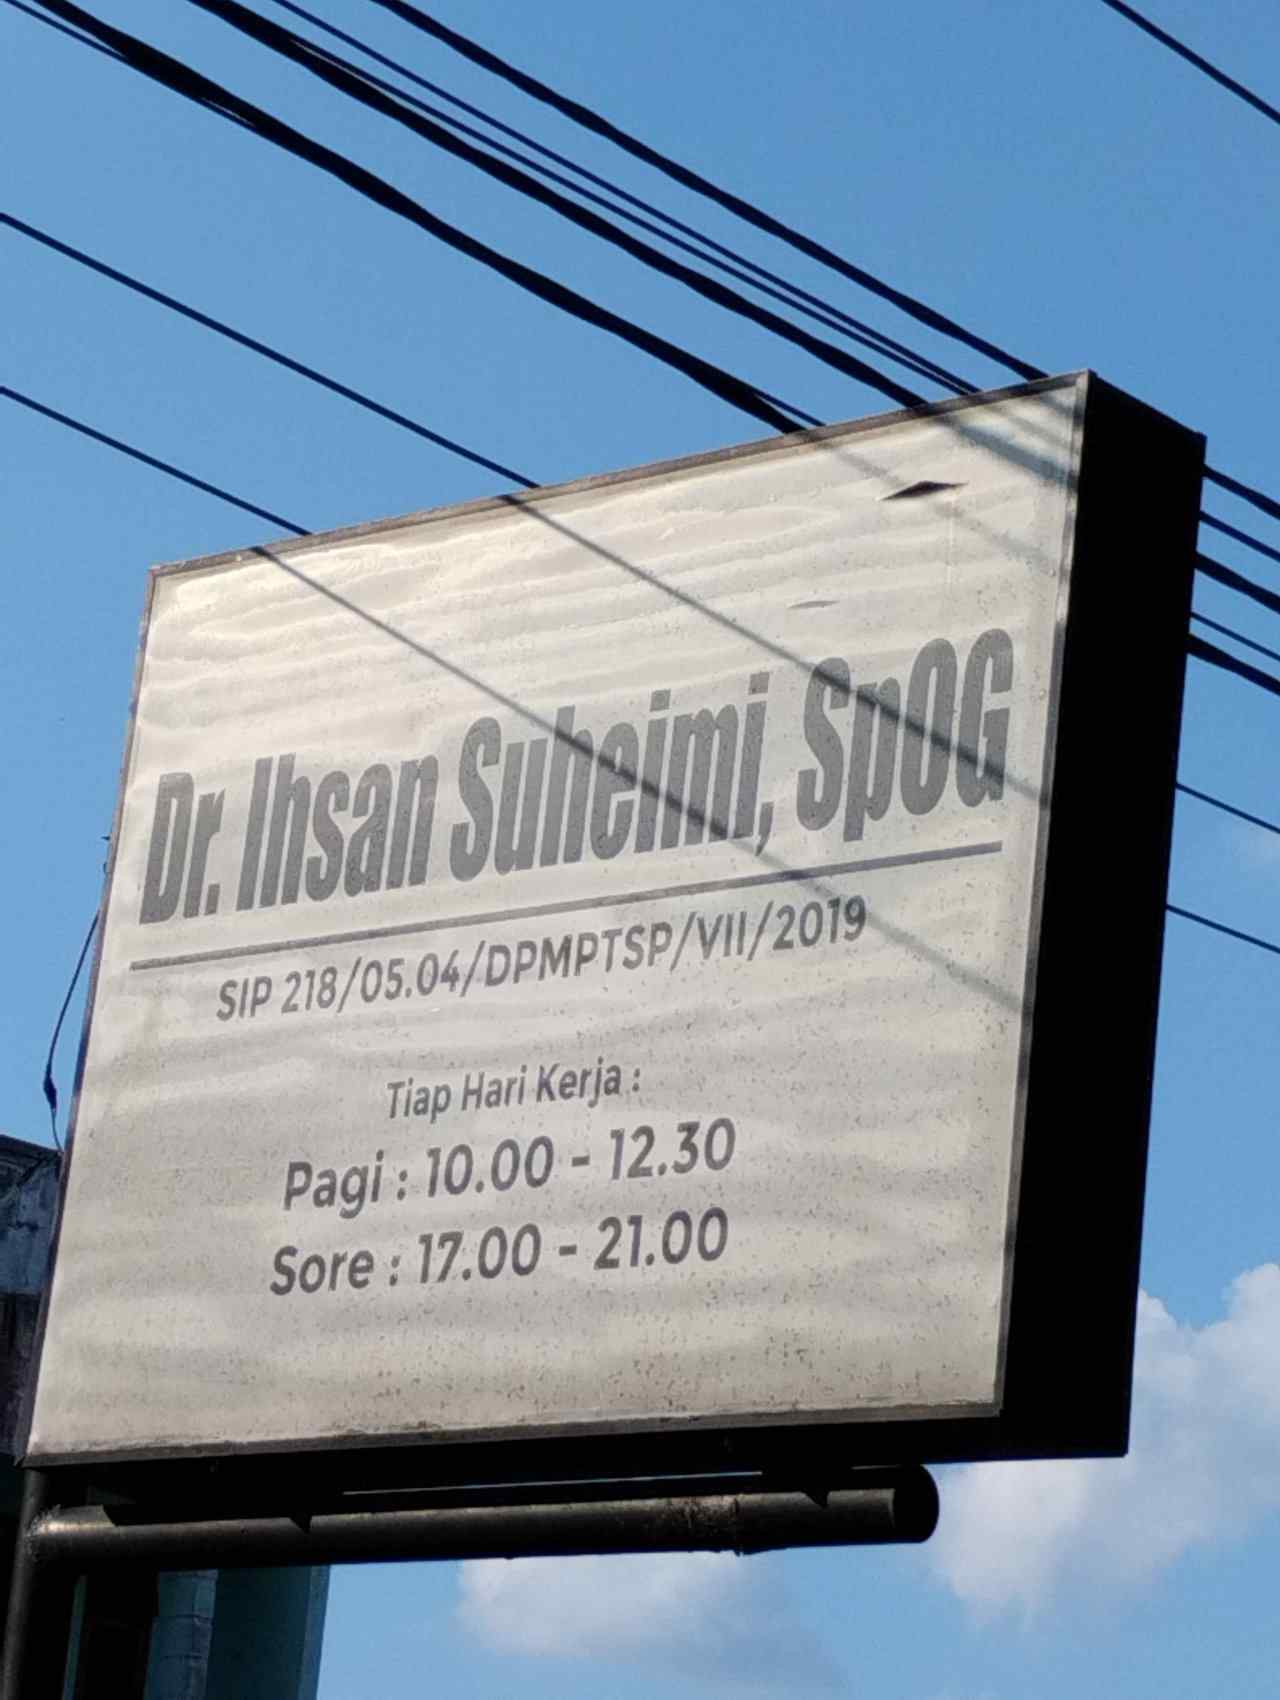 Dr. Ihsan Suheimi, SpOG
SIP 218/05.04/DPMPTSP/VII/2019
Tiap Hari Kerja :
Pagi : 10.00 - 12.30
Sore : 17.00 - 21.00